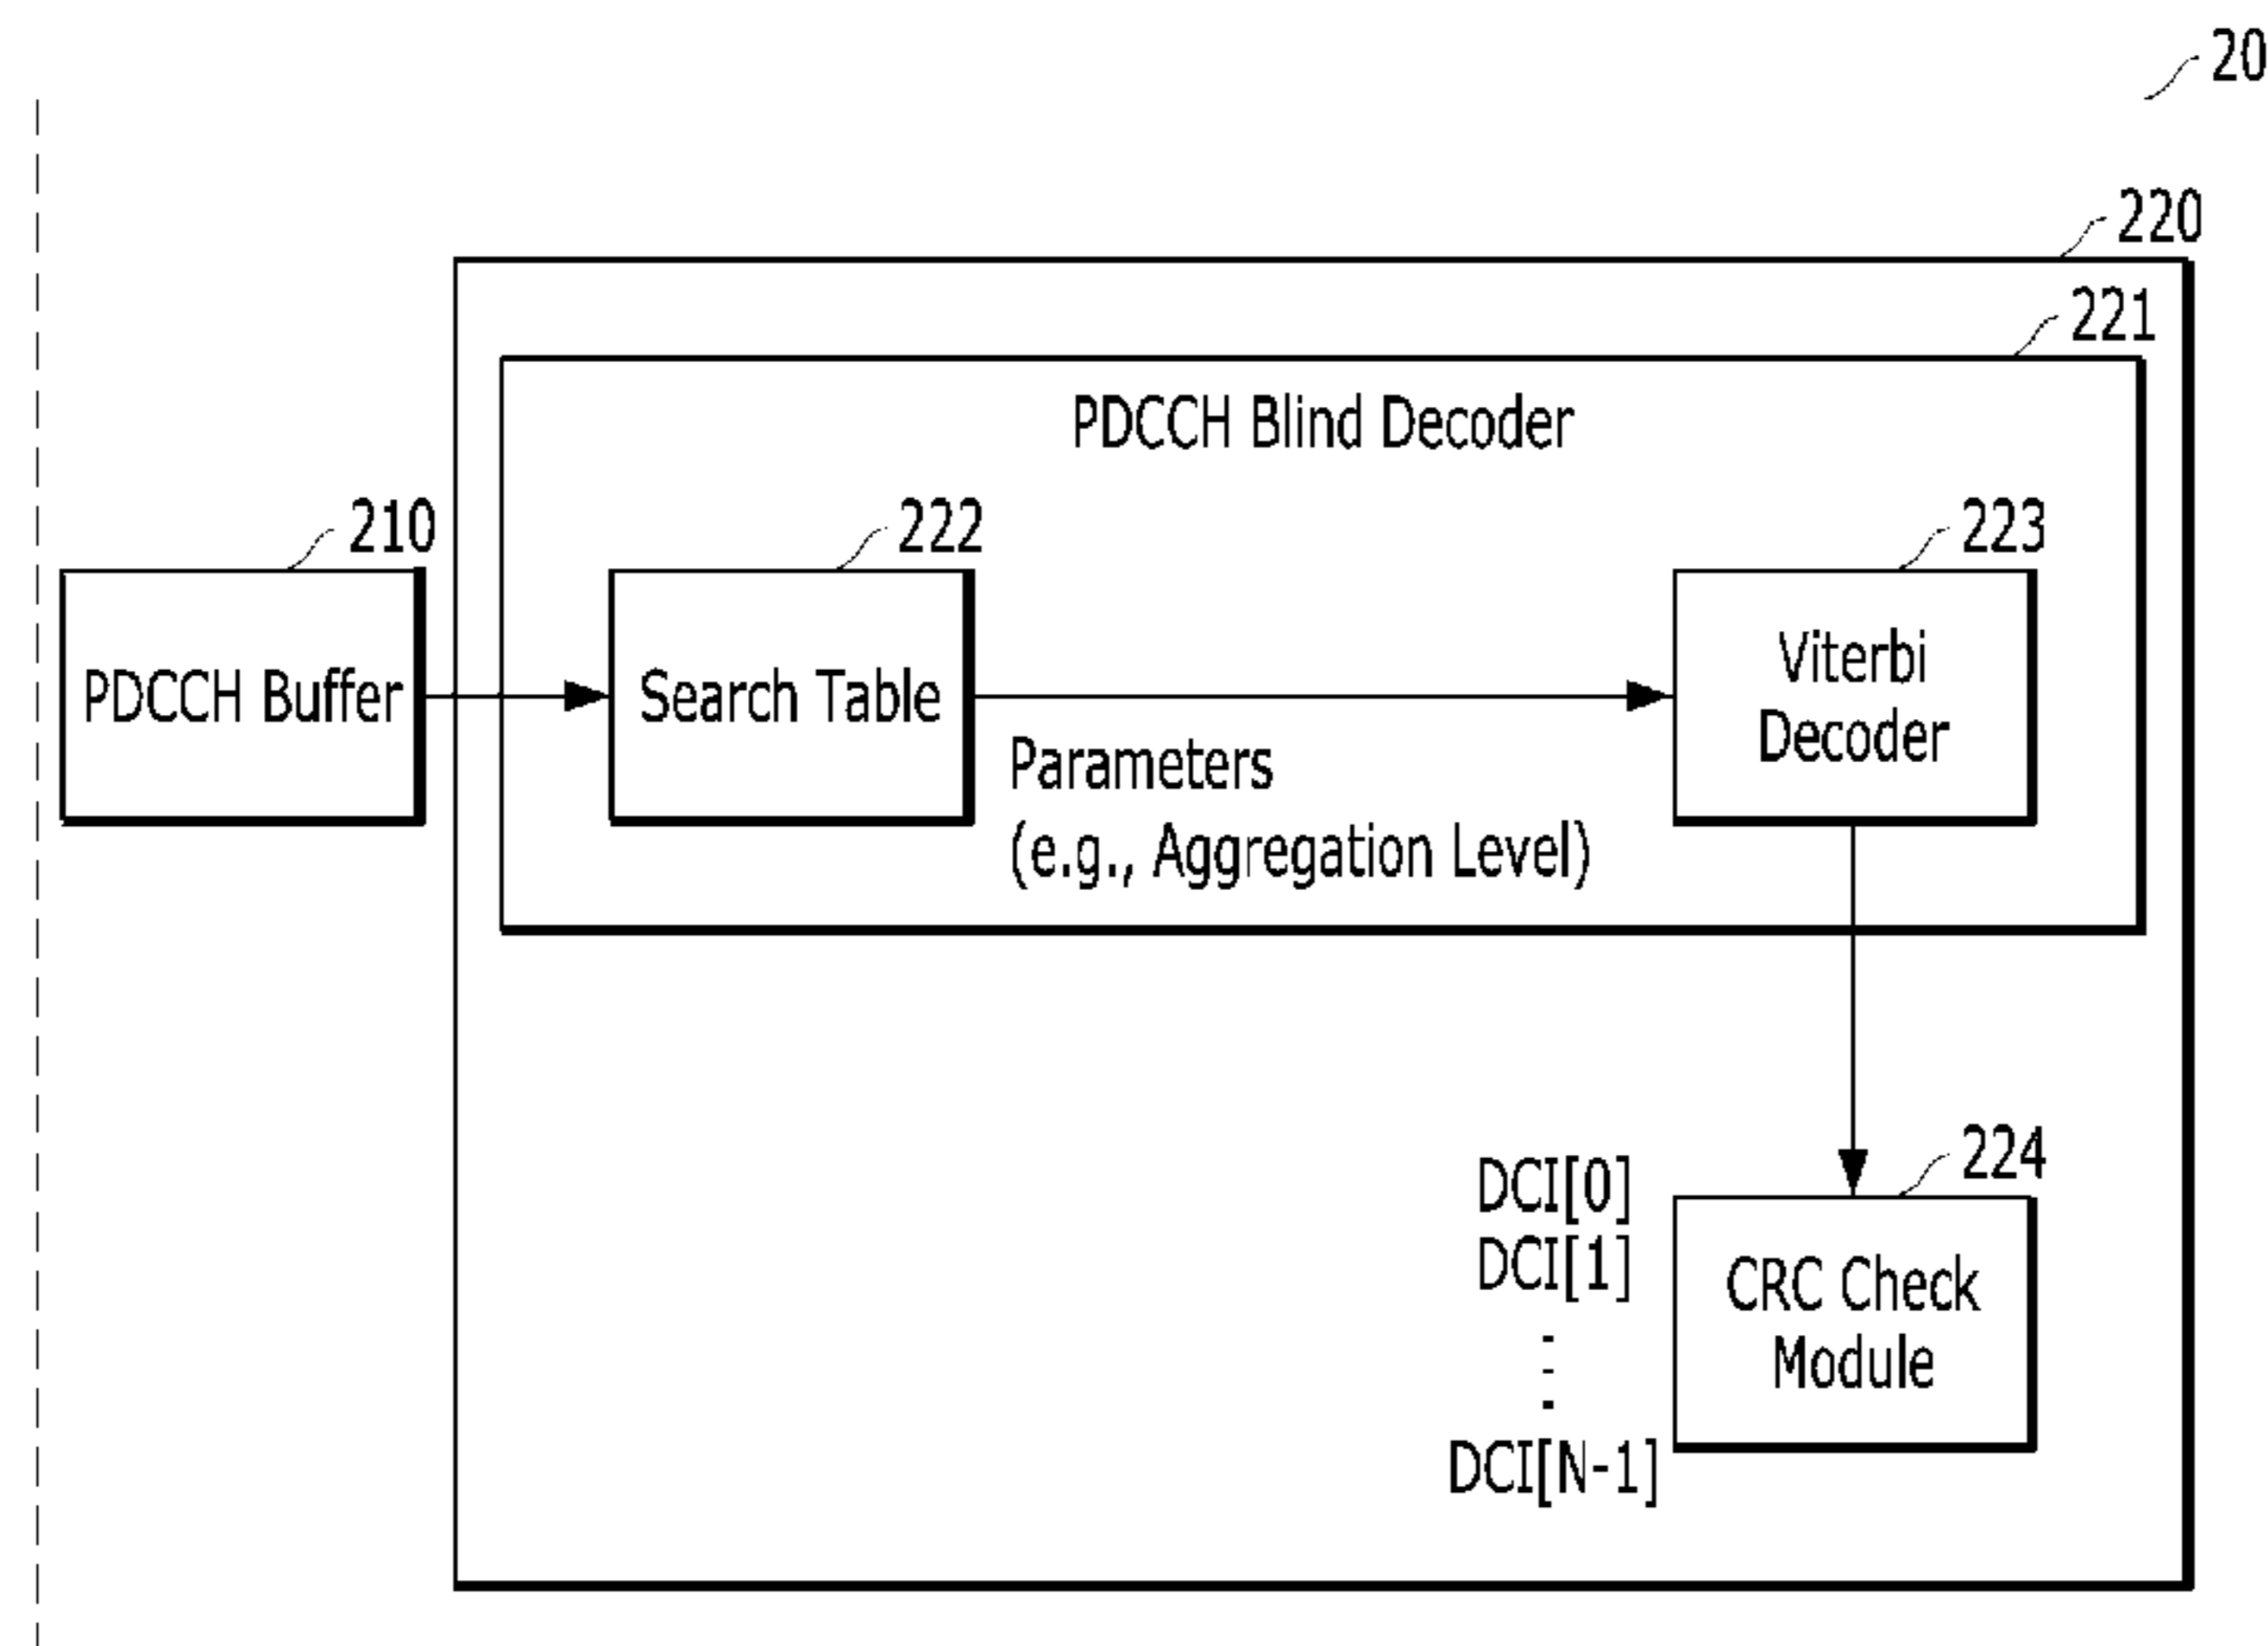 20
220
221
PDCCH Blind Decoder
210
222
223
PDCCH Buffer
Search Table
Viterbi
Decoder
Parameters
(e.g., Aggregation Level)
224
DCI[0]
DCI[1]
DCI[N-1]
CRC Check
Module